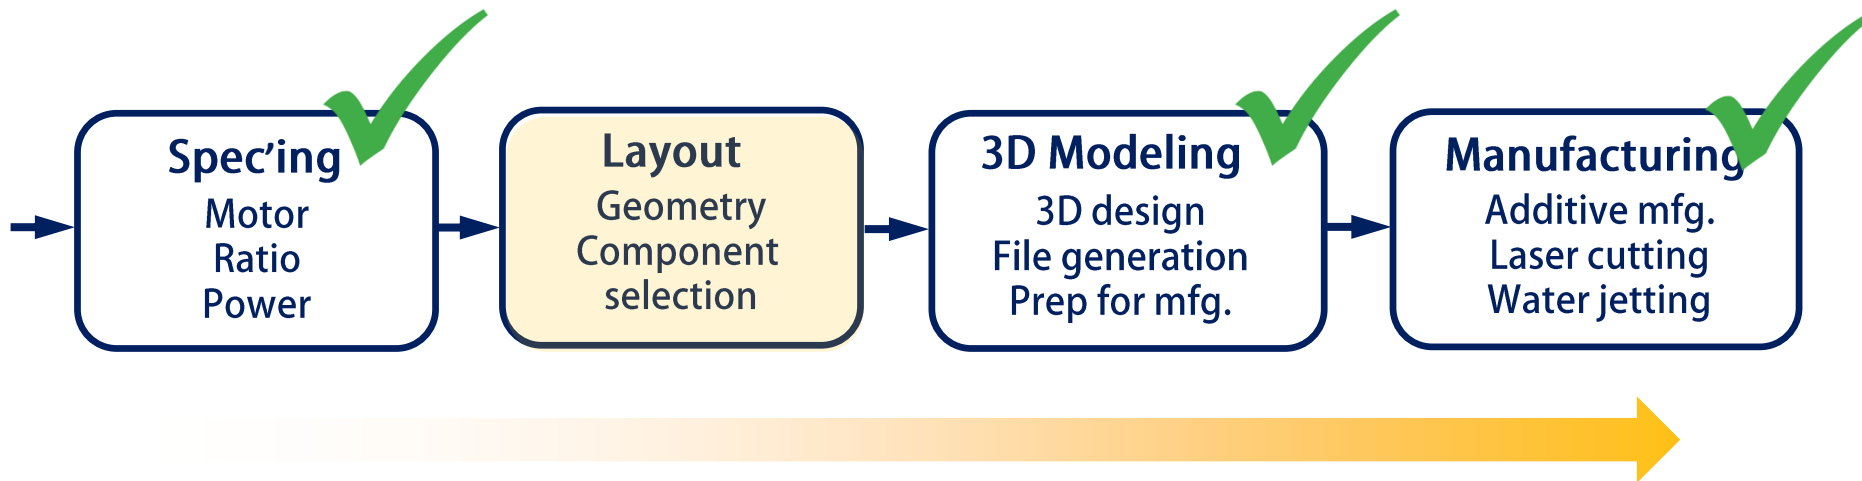 Spec’ing
Motor
Ratio
Power
Layout
Geometry
Component
selection
3D Modeling
3D design
File generation
Prep for mfg.
Manufacturing
Additive mfg.
Laser cutting
Water jetting